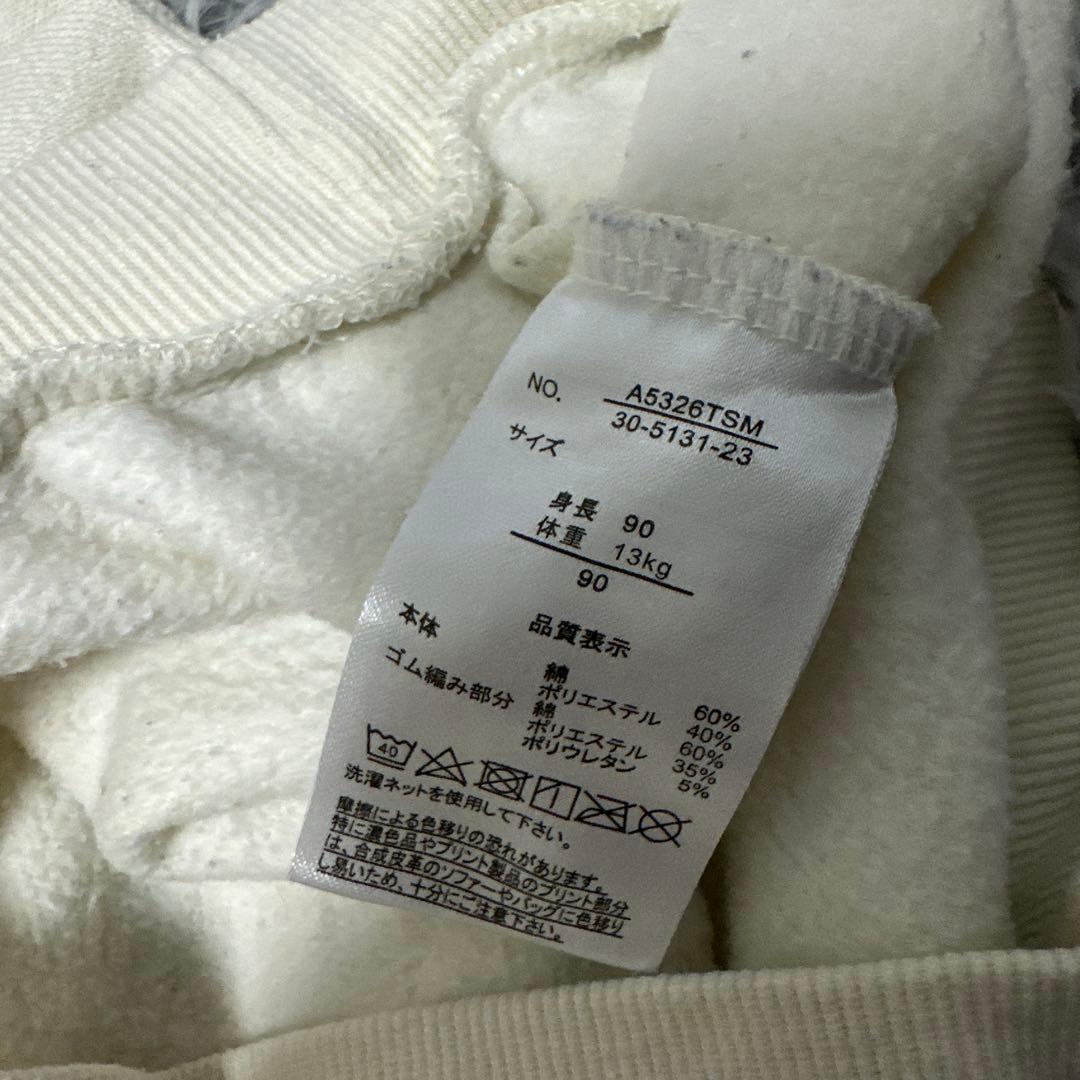 NO. A5326TSM
30-5131-23
サイズ
身長 90
体重 13kg
90
品質表示
本体 綿 60%
ポリエステル 40%
ゴム編み部分 綿 60%
ポリエステル 35%
ポリウレタン 5%
40
洗濯ネットを使用して下さい。
摩擦による色移りの恐れがあります。
特に濃色品やプリント製品のプリント部分
は、合成皮革のソファーやバッグに色移り
し易いため、十分にご注意下さい。